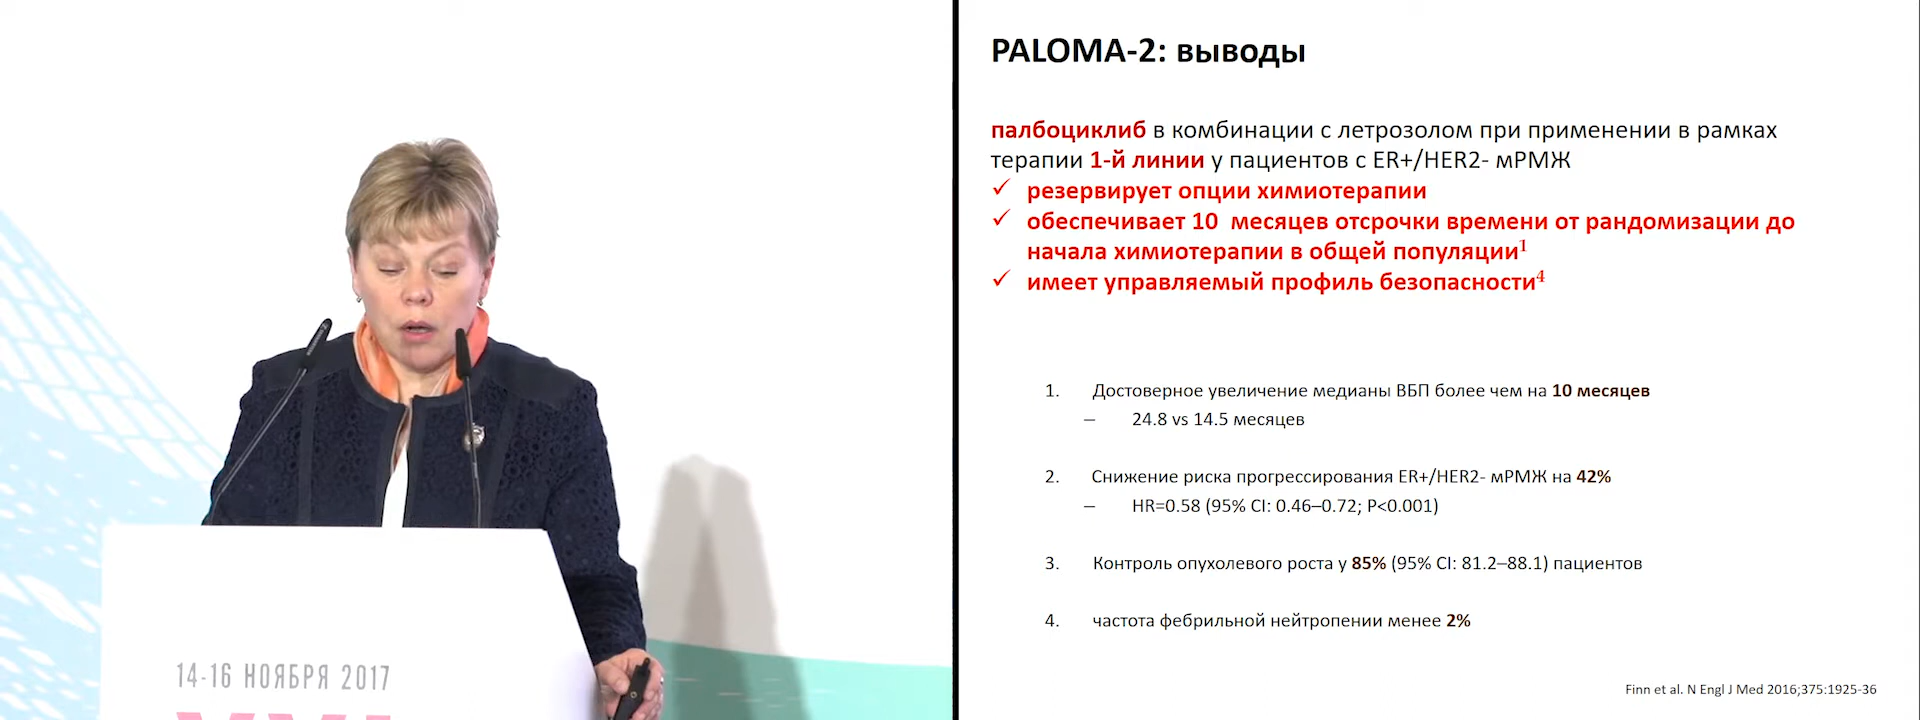 14-16 НОЯБРЯ 2017
PALOMA-2: выводы
палбоциклиб в комбинации с летрозолом при применении в рамках
терапии 1-й линии у пациентов с ER+/HER2- мРМЖ
✓ резервирует опции химиотерапии
✓ обеспечивает 10 месяцев отсрочки времени от рандомизации до
начала химиотерапии в общей популяции¹
✓ имеет управляемый профиль безопасности⁴
1. Достоверное увеличение медианы ВБП более чем на 10 месяцев
– 24.8 vs 14.5 месяцев
2. Снижение риска прогрессирования ER+/HER2- мРМЖ на 42%
– HR=0.58 (95% CI: 0.46–0.72; P<0.001)
3. Контроль опухолевого роста у 85% (95% CI: 81.2–88.1) пациентов
4. частота фебрильной нейтропении менее 2%
Finn et al. N Engl J Med 2016;375:1925-36